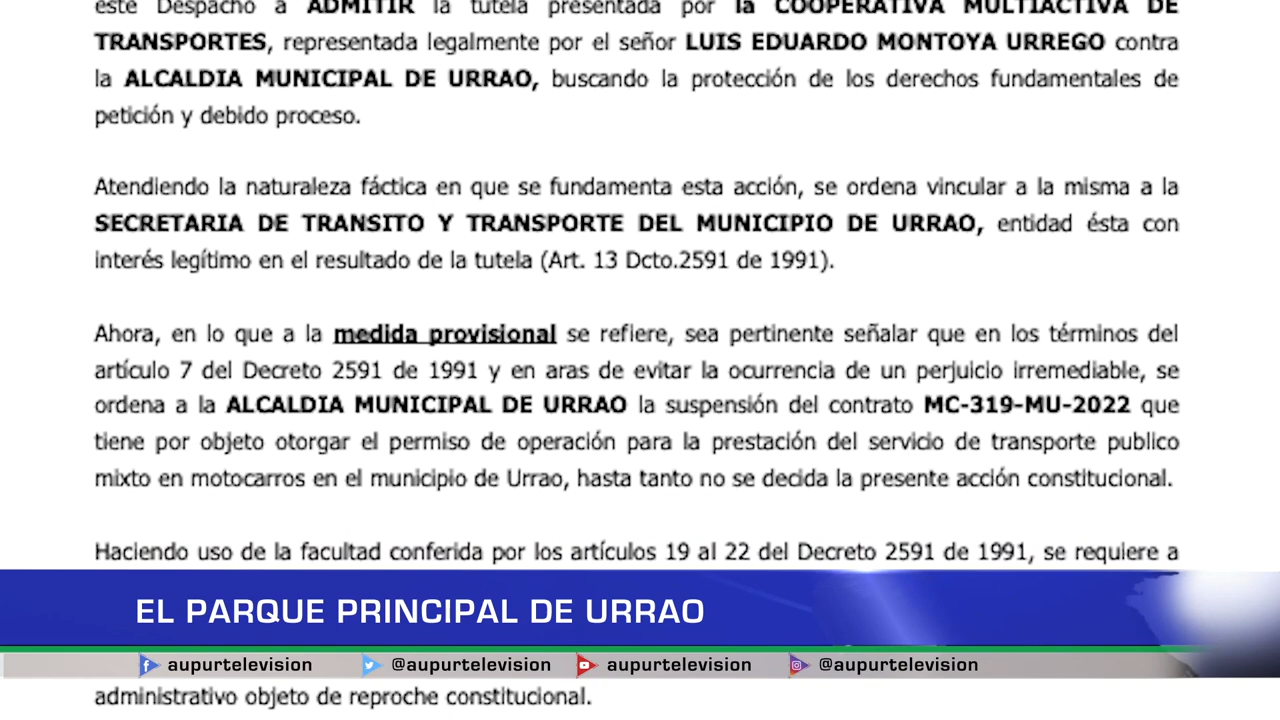 este Despacho a ADMITIR la tutela presentada por la COOPERATIVA MULTIACTIVA DE
TRANSPORTES, representada legalmente por el señor LUIS EDUARDO MONTOYA URREGO contra
la ALCALDIA MUNICIPAL DE URRAO, buscando la protección de los derechos fundamentales de
petición y debido proceso.
Atendiendo la naturaleza fáctica en que se fundamenta esta acción, se ordena vincular a la misma a la
SECRETARIA DE TRANSITO Y TRANSPORTE DEL MUNICIPIO DE URRAO, entidad ésta con
interés legítimo en el resultado de la tutela (Art. 13 Dcto.2591 de 1991).
Ahora, en lo que a la medida provisional se refiere, sea pertinente señalar que en los términos del
artículo 7 del Decreto 2591 de 1991 y en aras de evitar la ocurrencia de un perjuicio irremediable, se
ordena a la ALCALDIA MUNICIPAL DE URRAO la suspensión del contrato MC-319-MU-2022 que
tiene por objeto otorgar el permiso de operación para la prestación del servicio de transporte publico
mixto en motocarros en el municipio de Urrao, hasta tanto no se decida la presente acción constitucional.
Haciendo uso de la facultad conferida por los artículos 19 al 22 del Decreto 2591 de 1991, se requiere a
EL PARQUE PRINCIPAL DE URRAO
aupurtelevision @aupurtelevision aupurtelevision @aupurtelevision
administrativo objeto de reproche constitucional.